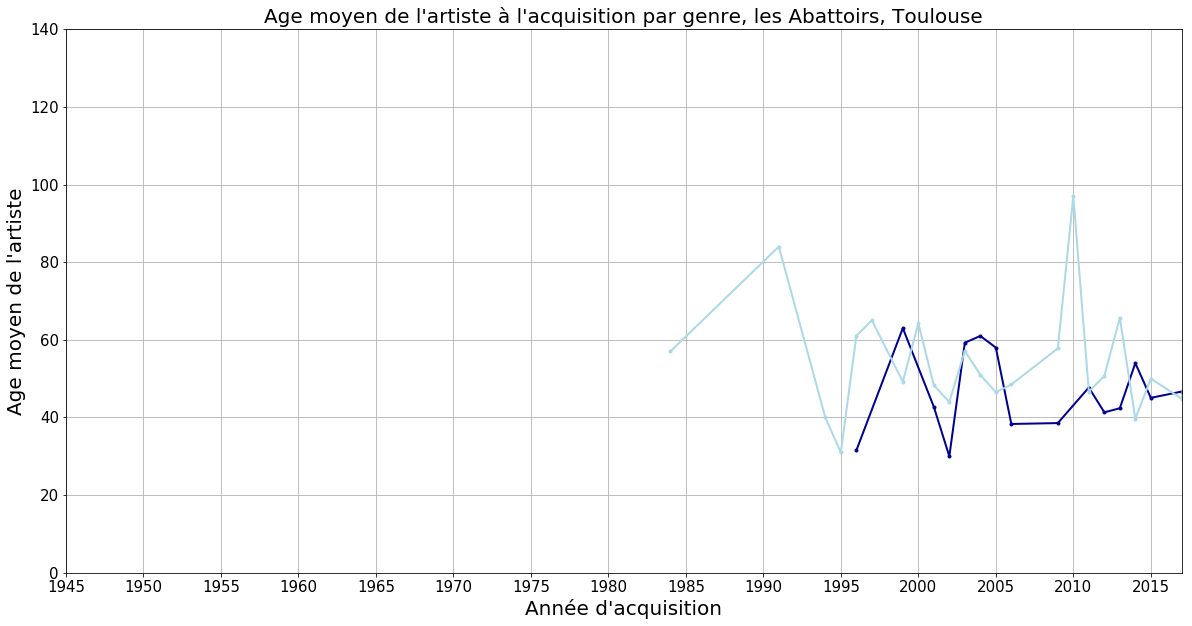 Age moyen de l'artiste à l'acquisition par genre, les Abattoirs, Toulouse
140
120
100
80
60
40
20
0
Age moyen de l'artiste
1945 1950 1955 1960 1965 1970 1975 1980 1985 1990 1995 2000 2005 2010 2015
Année d'acquisition